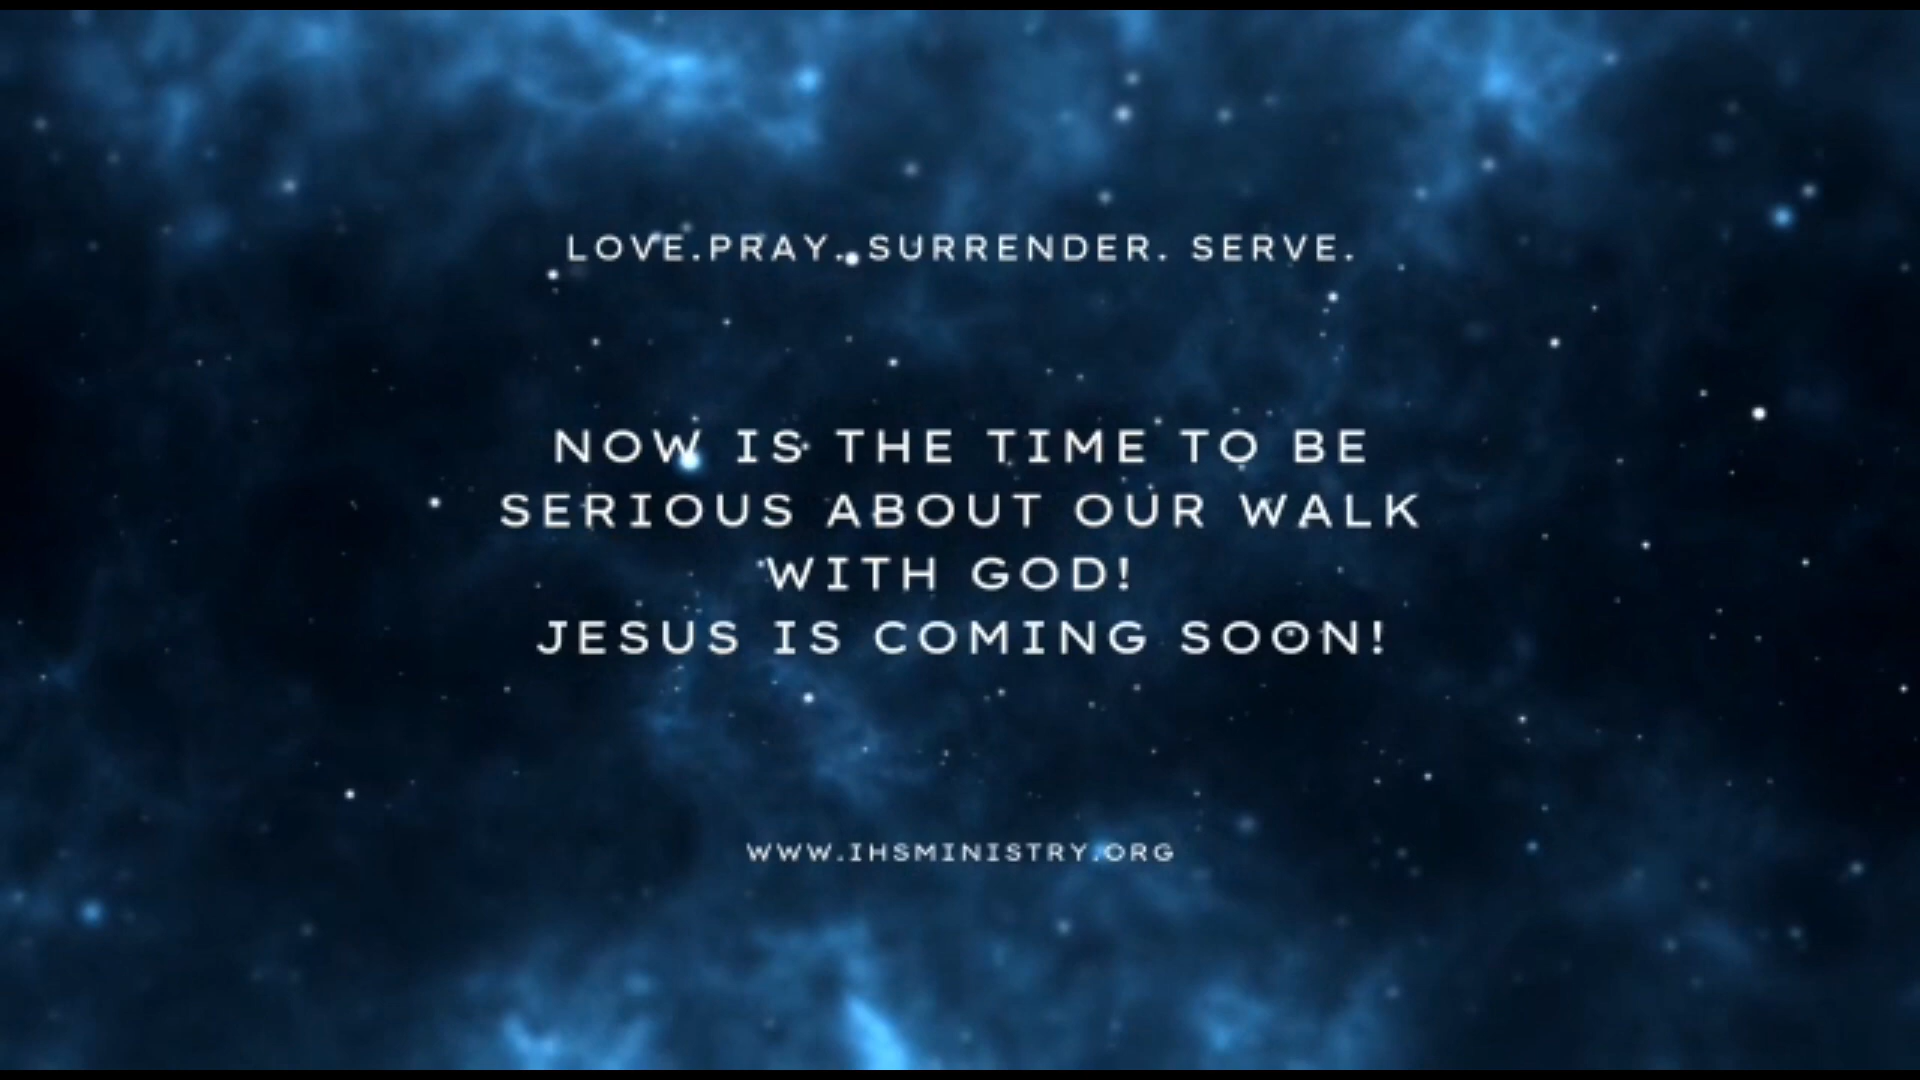 LOVE.PRAY. SURRENDER. SERVE.
NOW IS THE TIME TO BE
SERIOUS ABOUT OUR WALK
WITH GOD!
JESUS IS COMING SOON!
WWW.IHSMINISTRY.ORG